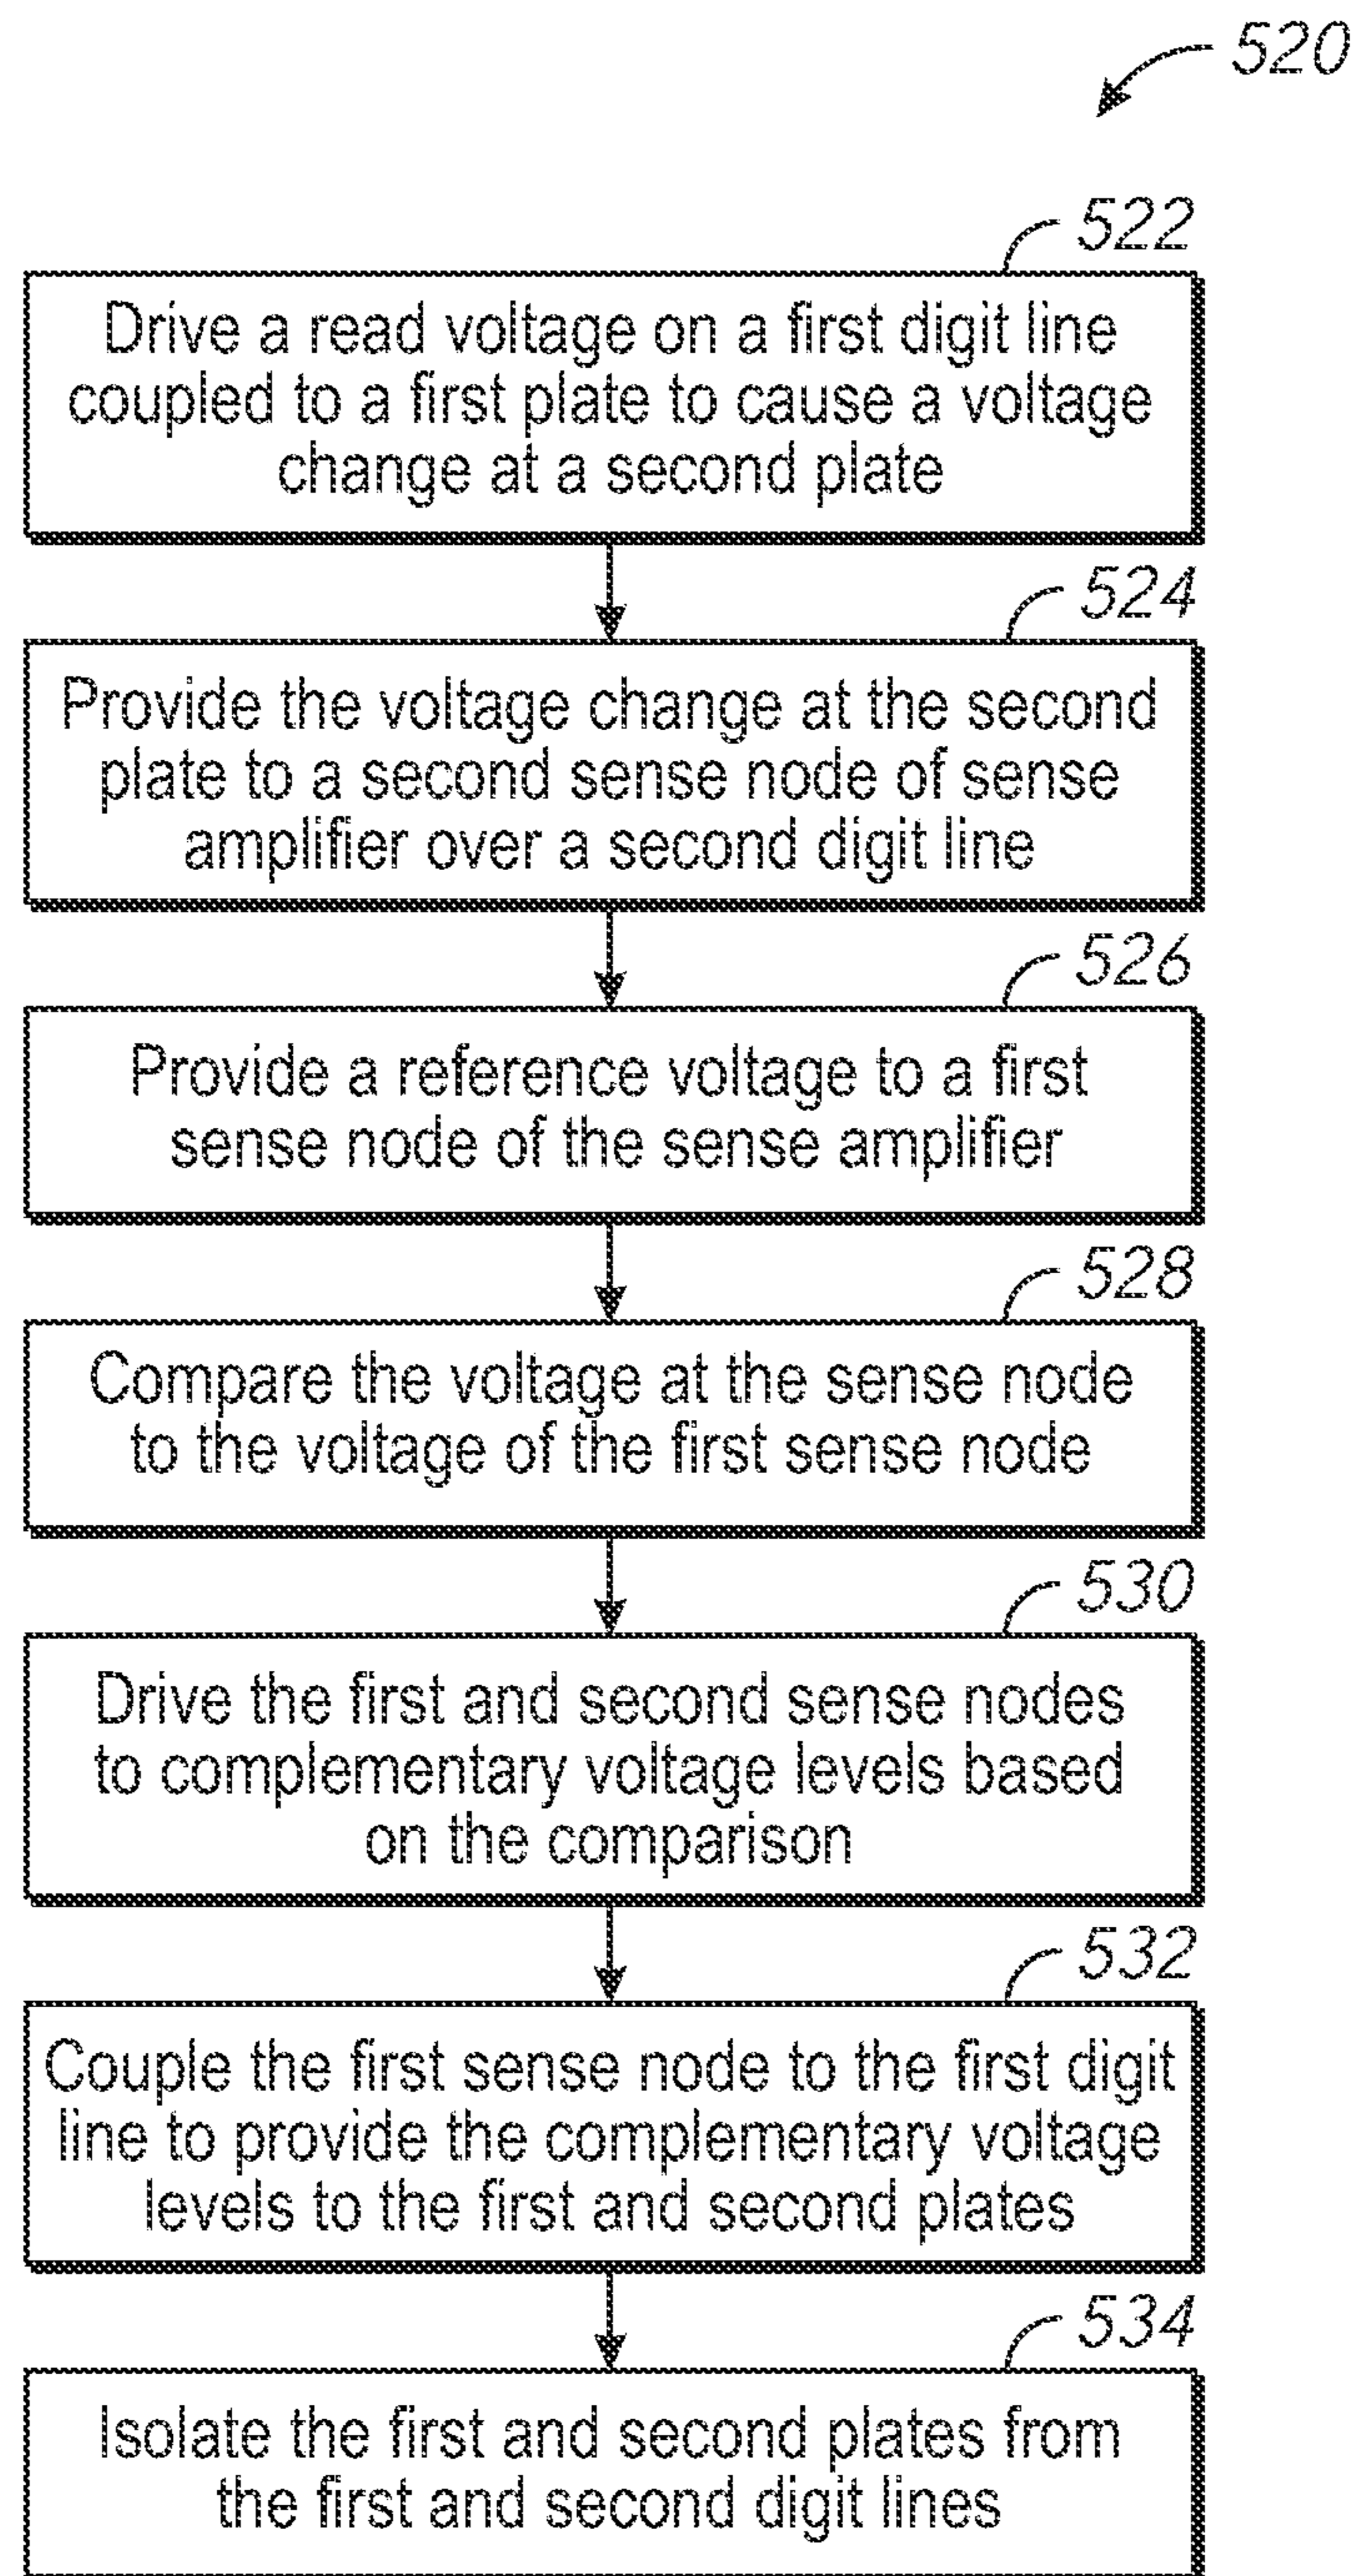 520
522
Drive a read voltage on a first digit line
coupled to a first plate to cause a voltage
change at a second plate
524
Provide the voltage change at the second
plate to a second sense node of sense
amplifier over a second digit line
526
Provide a reference voltage to a first
sense node of the sense amplifier
528
Compare the voltage at the sense node
to the voltage of the first sense node
530
Drive the first and second sense nodes
to complementary voltage levels based
on the comparison
532
Couple the first sense node to the first digit
line to provide the complementary voltage
levels to the first and second plates
534
Isolate the first and second plates from
the first and second digit lines